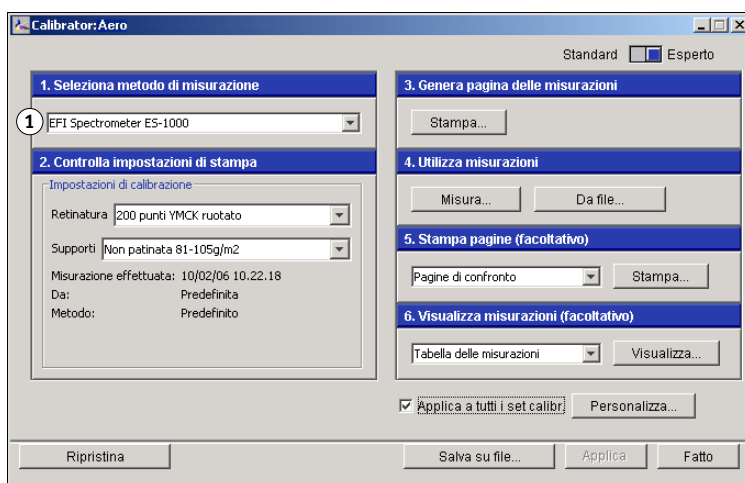 Calibrator:Aero
Standard Esperto
1. Seleziona metodo di misurazione
1
EFI Spectrometer ES-1000
2. Controlla impostazioni di stampa
Impostazioni di calibrazione
Retinatura 200 punti YMCK ruotato
Supporti Non patinata 81-105g/m2
Misurazione effettuata: 10/02/06 10.22.18
Da: Predefinita
Metodo: Predefinito
3. Genera pagina delle misurazioni
Stampa...
4. Utilizza misurazioni
Misura... Da file...
5. Stampa pagine (facoltativo)
Pagine di confronto Stampa...
6. Visualizza misurazioni (facoltativo)
Tabella delle misurazioni Visualizza...
Applica a tutti i set calibr. Personalizza...
Ripristina Salva su file... Applica Fatto